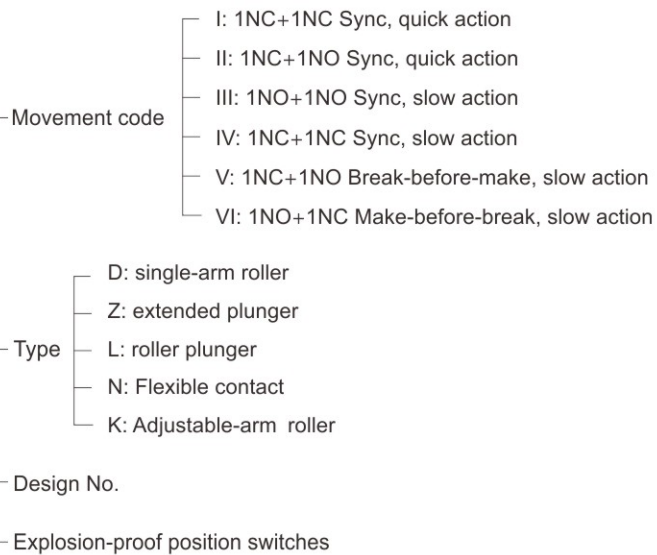 I: 1NC+1NC Sync, quick action
II: 1NC+1NO Sync, quick action
III: 1NO+1NO Sync, slow action
Movement code
IV: 1NC+1NC Sync, slow action
V: 1NC+1NO Break-before-make, slow action
VI: 1NO+1NC Make-before-break, slow action
D: single-arm roller
Z: extended plunger
Type
L: roller plunger
N: Flexible contact
K: Adjustable-arm roller
Design No.
Explosion-proof position switches